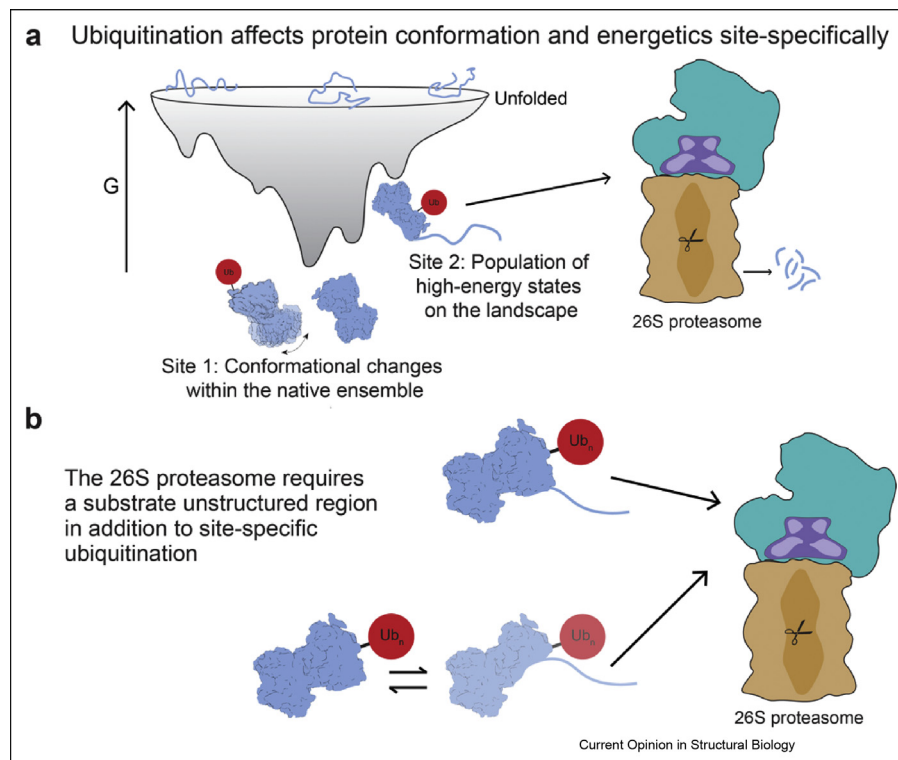 a Ubiquitination affects protein conformation and energetics site-specifically
Unfolded
G
Ub
Ub
Site 2: Population of
high-energy states
on the landscape
26S proteasome
Site 1: Conformational changes
within the native ensemble
b
Ubn
The 26S proteasome requires
a substrate unstructured region
in addition to site-specific
ubiquitination
Ubn
Ubn
26S proteasome
Current Opinion in Structural Biology